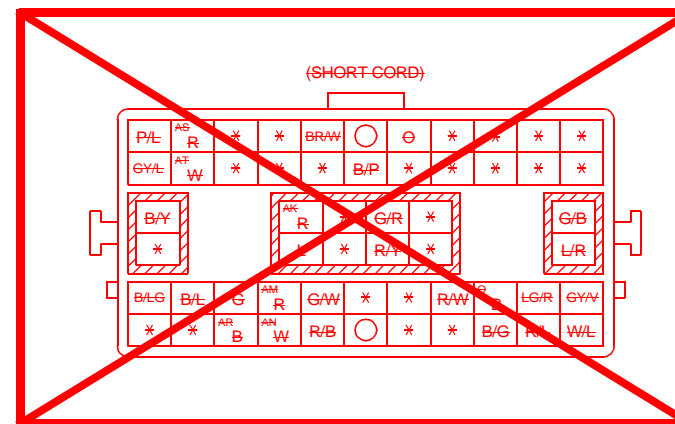 (SHORT CORD)
P/L AS R * * BR/W O * * * *
GY/L AT W * * * B/P * * * * *
B/Y AK R * G/R * G/B
* L * R/Y * L/R
B/LG B/L G AM R G/W * * R/W O B LG/R GY/V
* * AR B AN W R/B * * B/G R/L W/L